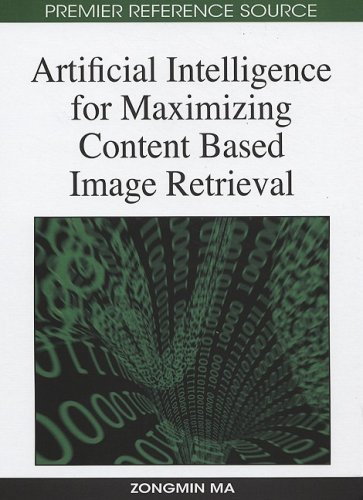 PREMIER REFERENCE SOURCE
Artificial Intelligence
for Maximizing
Content Based
Image Retrieval
ZONGMIN MA